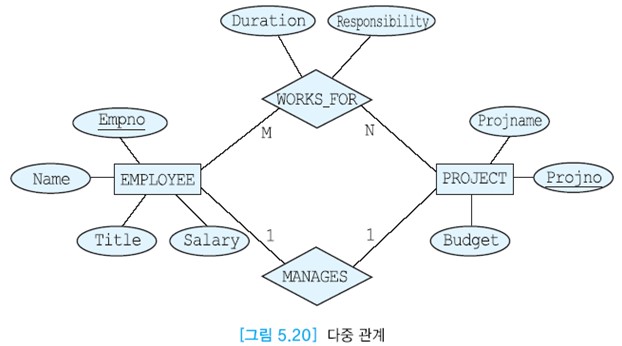 Duration
Responsibility
WORKS_FOR
M
N
Empno
Projname
Name
EMPLOYEE
PROJECT
Projno
Title
Salary
1
1
Budget
MANAGES
[그림 5.20] 다중 관계